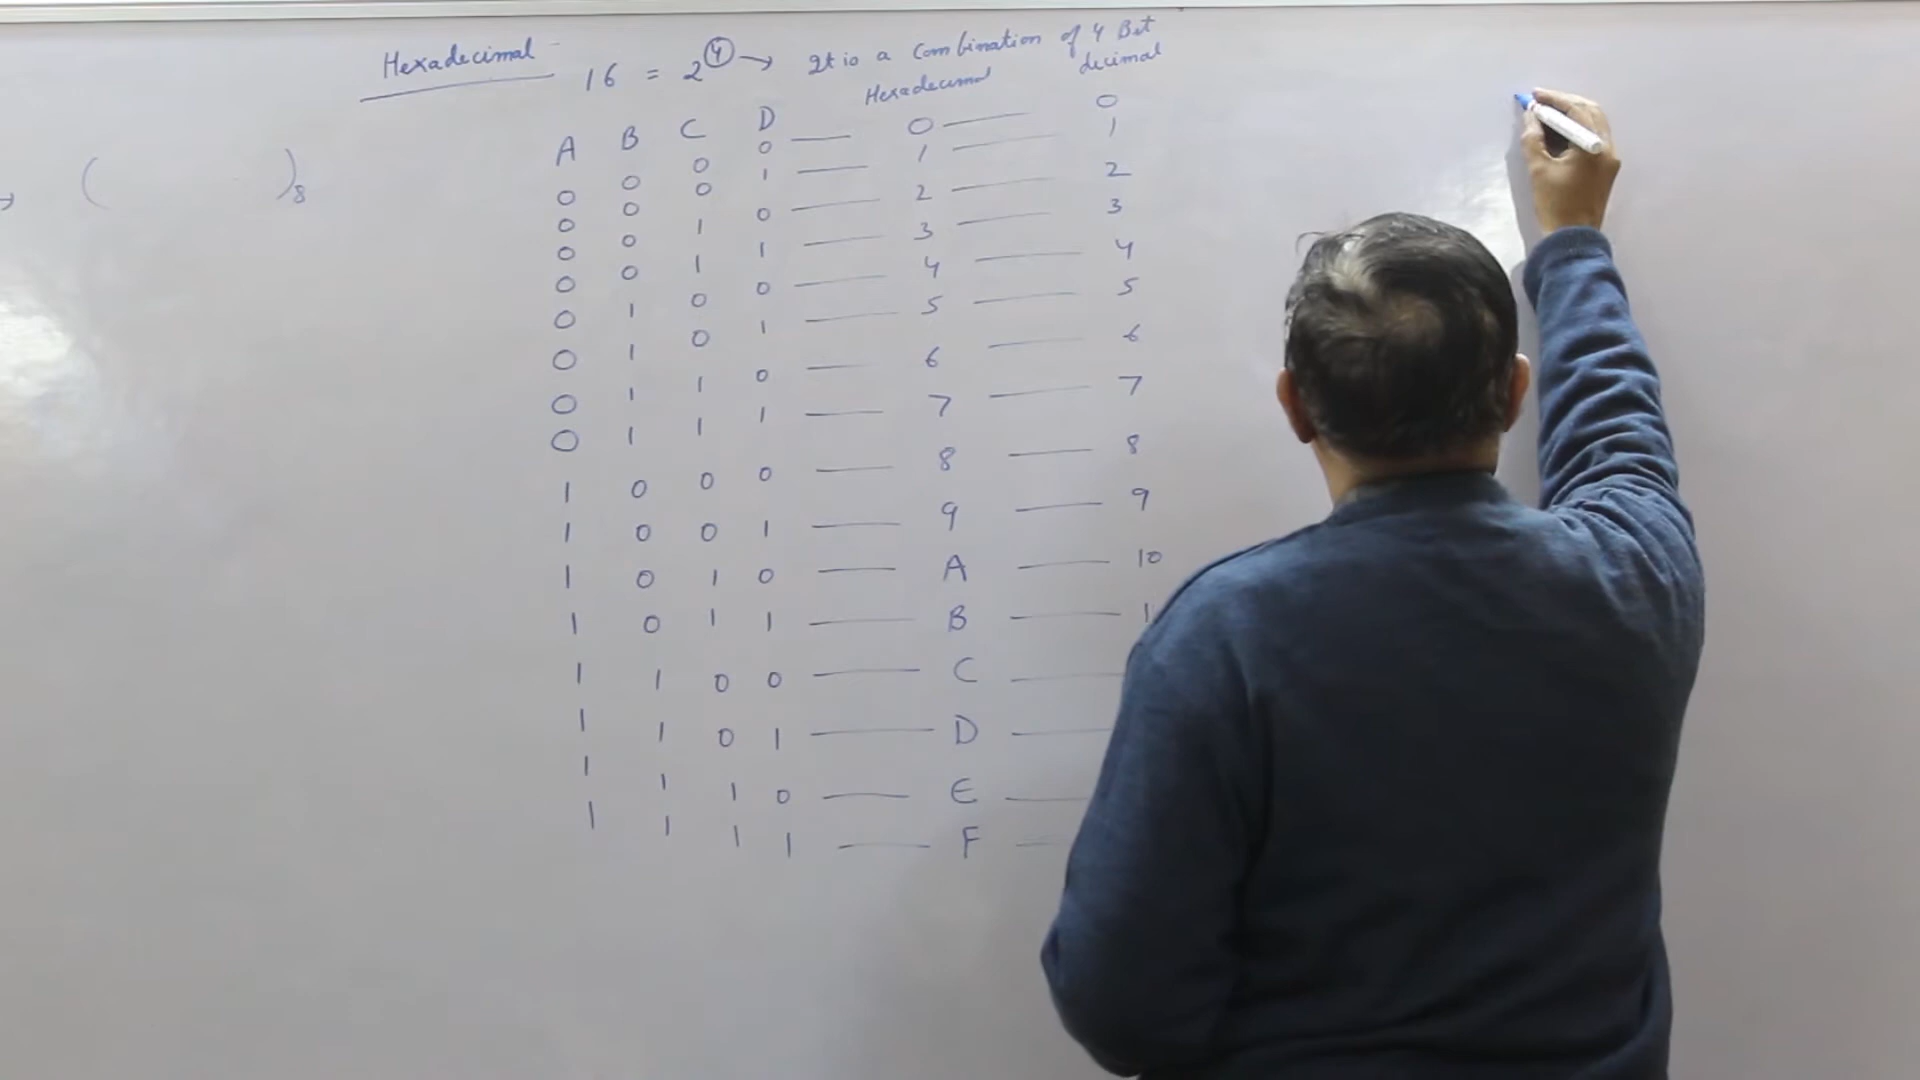 Hexadecimal 16 = 2④ → It is a Combination of 4 Bit
Hexadecimal decimal
→ ( )8
A B C D
0 0 0 0 — 0 — 0
0 0 0 1 — 1 — 1
0 0 1 0 — 2 — 2
0 0 1 1 — 3 — 3
0 1 0 0 — 4 — 4
0 1 0 1 — 5 — 5
0 1 1 0 — 6 — 6
0 1 1 1 — 7 — 7
1 0 0 0 — 8 — 8
1 0 0 1 — 9 — 9
1 0 1 0 — A — 10
1 0 1 1 — B — 1
1 1 0 0 — C —
1 1 0 1 — D —
1 1 1 0 — E —
1 1 1 1 — F —